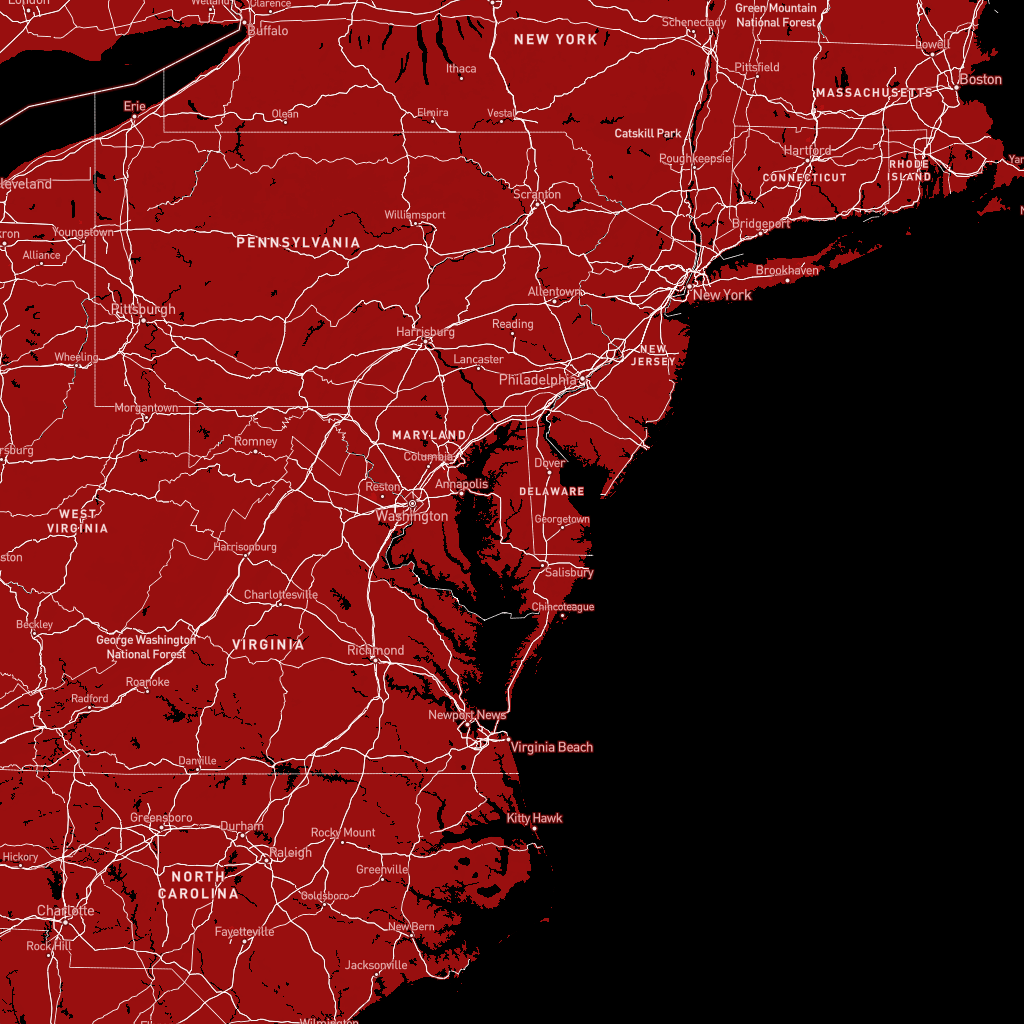 London
Welland
Clarence
Buffalo
NEW YORK
Schenectady
Green Mountain
National Forest
Lowell
Ithaca
Pittsfield
Boston
MASSACHUSETTS
Erie
Olean
Elmira
Vestal
Catskill Park
Poughkeepsie
Hartford
CONNECTICUT
RHODE
ISLAND
Yar
N
leveland
Scranton
Williamsport
Bridgeport
ron
Youngstown
PENNSYLVANIA
Alliance
Brookhaven
New York
Allentown
Pittsburgh
Harrisburg
Reading
NEW
JERSEY
Wheeling
Lancaster
Philadelphia
Morgantown
MARYLAND
Romney
Columbia
rsburg
Dover
Reston
Annapolis
DELAWARE
Washington
WEST
VIRGINIA
Georgetown
Harrisonburg
ston
Salisbury
Charlottesville
Chincoteague
Beckley
George Washington
National Forest
VIRGINIA
Richmond
Roanoke
Radford
Newport News
Virginia Beach
Danville
Greensboro
Durham
Rocky Mount
Kitty Hawk
Hickory
Raleigh
Greenville
NORTH
CAROLINA
Goldsboro
Charlotte
New Bern
Fayetteville
Rock Hill
Jacksonville
Wilmington